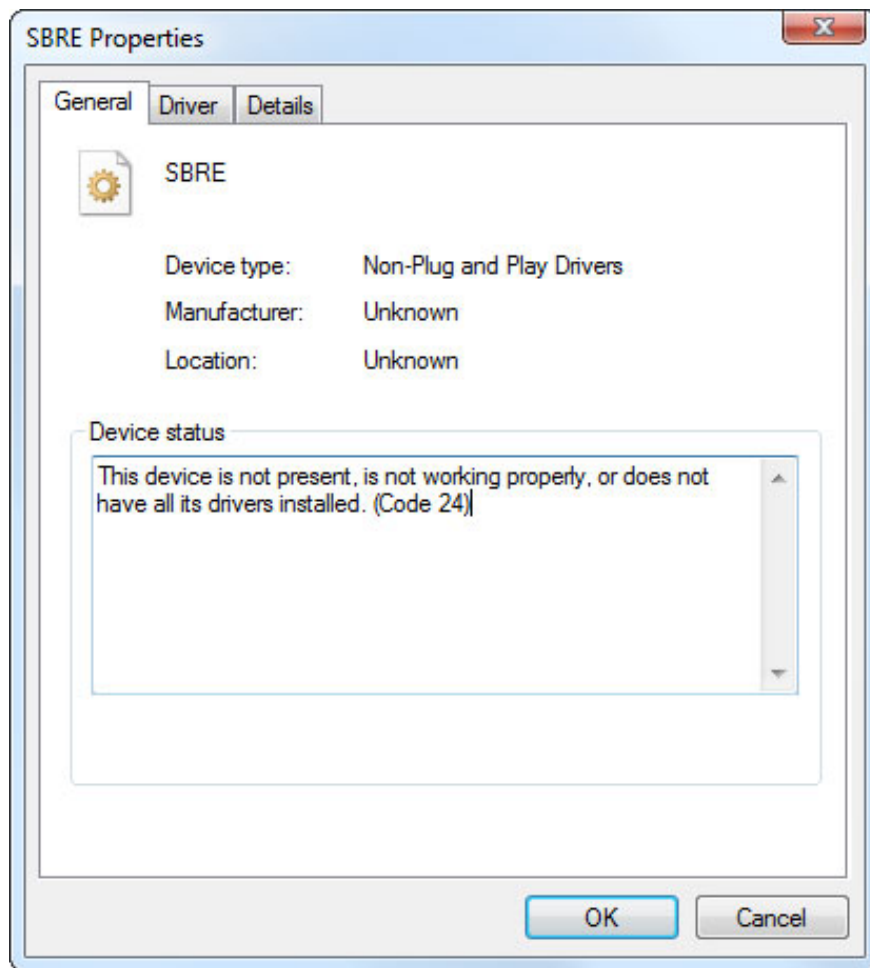 SBRE Properties
General Driver Details
SBRE
Device type: Non-Plug and Play Drivers
Manufacturer: Unknown
Location: Unknown
Device status
This device is not present, is not working properly, or does not
have all its drivers installed. (Code 24)
OK Cancel